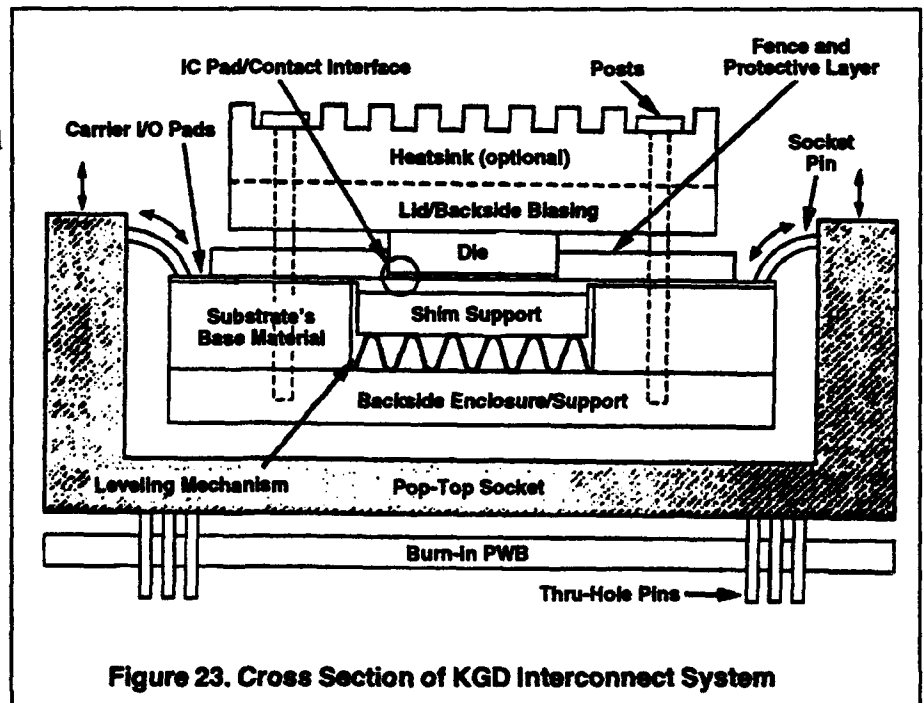 IC Pad/Contact Interface
Posts
Fence and
Protective Layer
Carrier I/O Pads
Heatsink (optional)
Socket
Pin
Lid/Backside Biasing
Die
Substrate's
Base Material
Shim Support
Backside Enclosure/Support
Leveling Mechanism
Pop-Top Socket
Burn-in PWB
Thru-Hole Pins
Figure 23. Cross Section of KGD Interconnect System